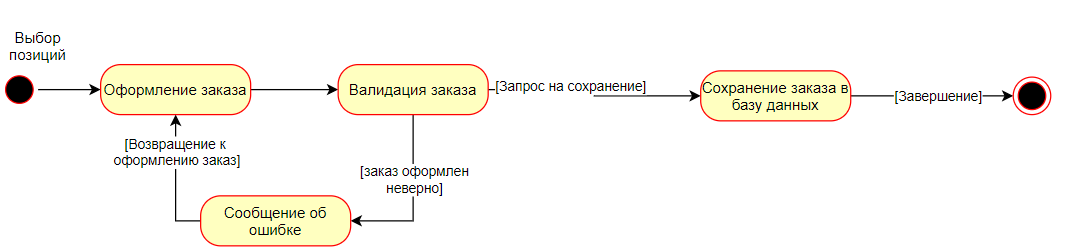 Выбор
позиций
Оформление заказа
Валидация заказа
[Запрос на сохранение]
Сохранение заказа в
базу данных
[Завершение]
[Возвращение к
оформлению заказ]
[заказ оформлен
неверно]
Сообщение об
ошибке